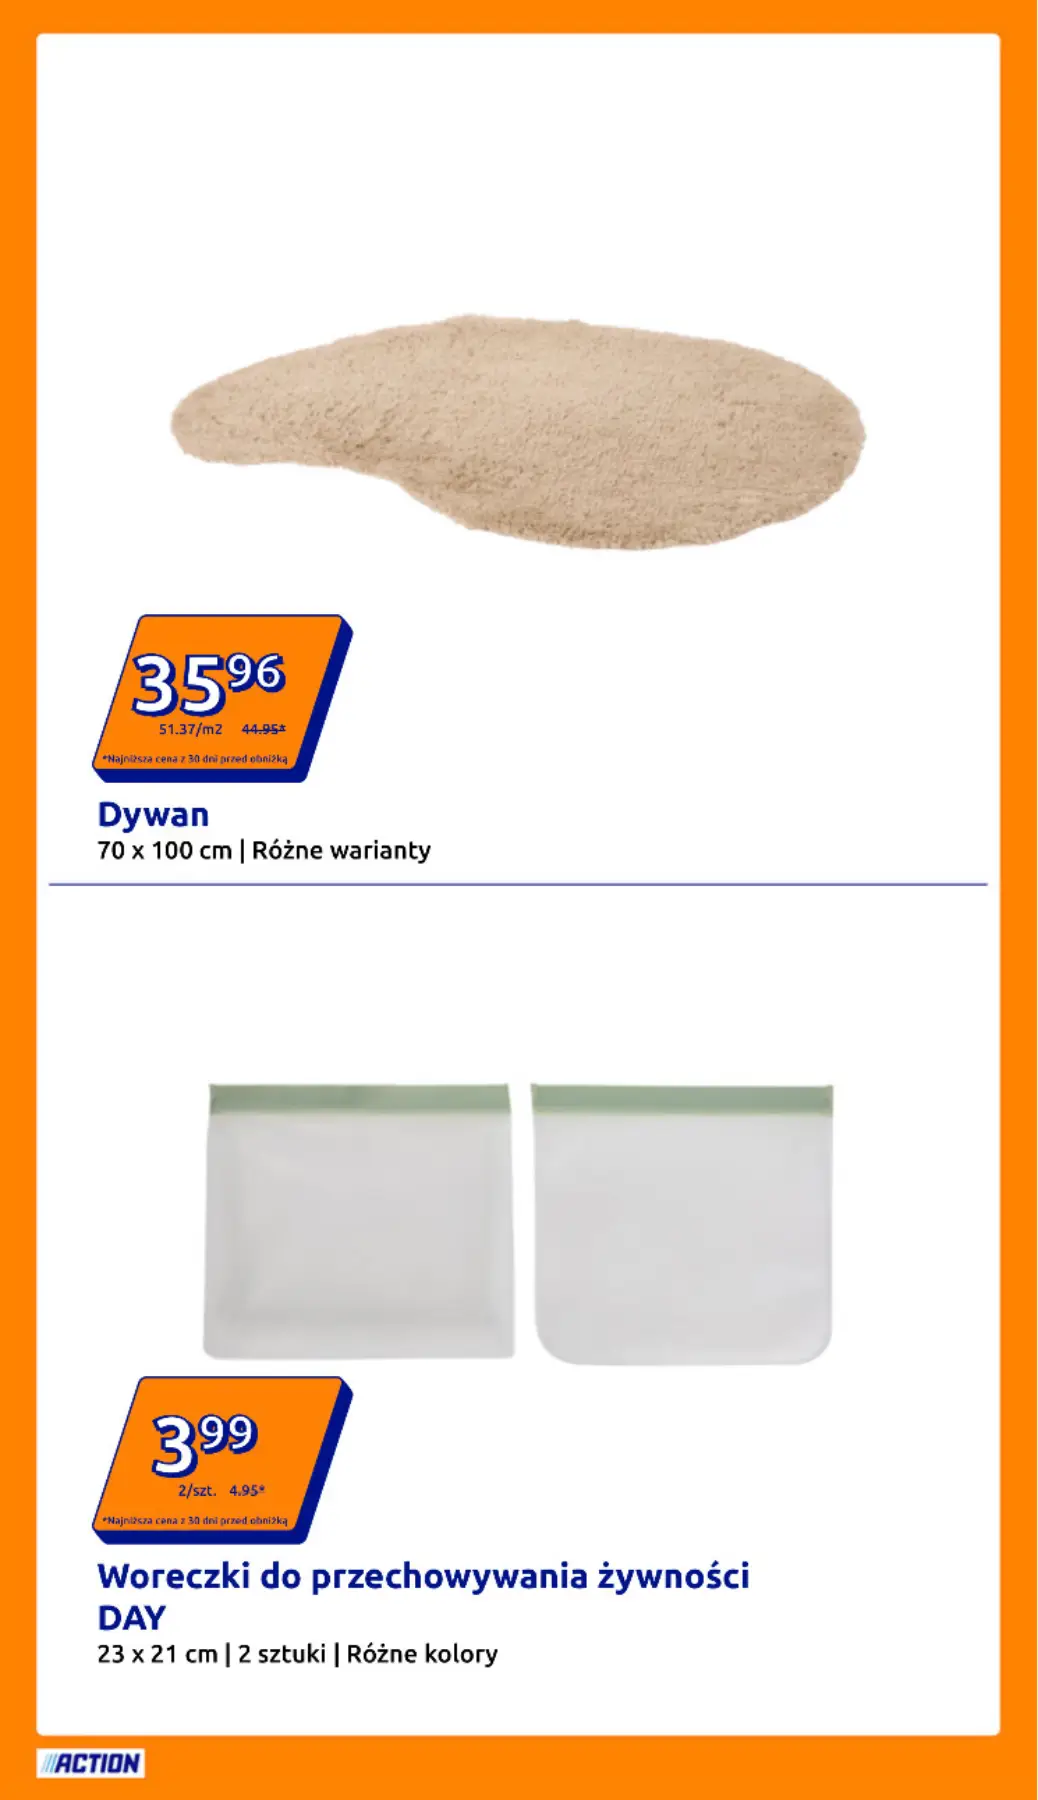 3596
51.37/m2 44.95*
*Najniższa cena z 30 dni przed obniżką
Dywan
70 x 100 cm | Różne warianty
399
2/szt. 4.95*
*Najniższa cena z 30 dni przed obniżką
Woreczki do przechowywania żywności
DAY
23 x 21 cm | 2 sztuki | Różne kolory
ACTION